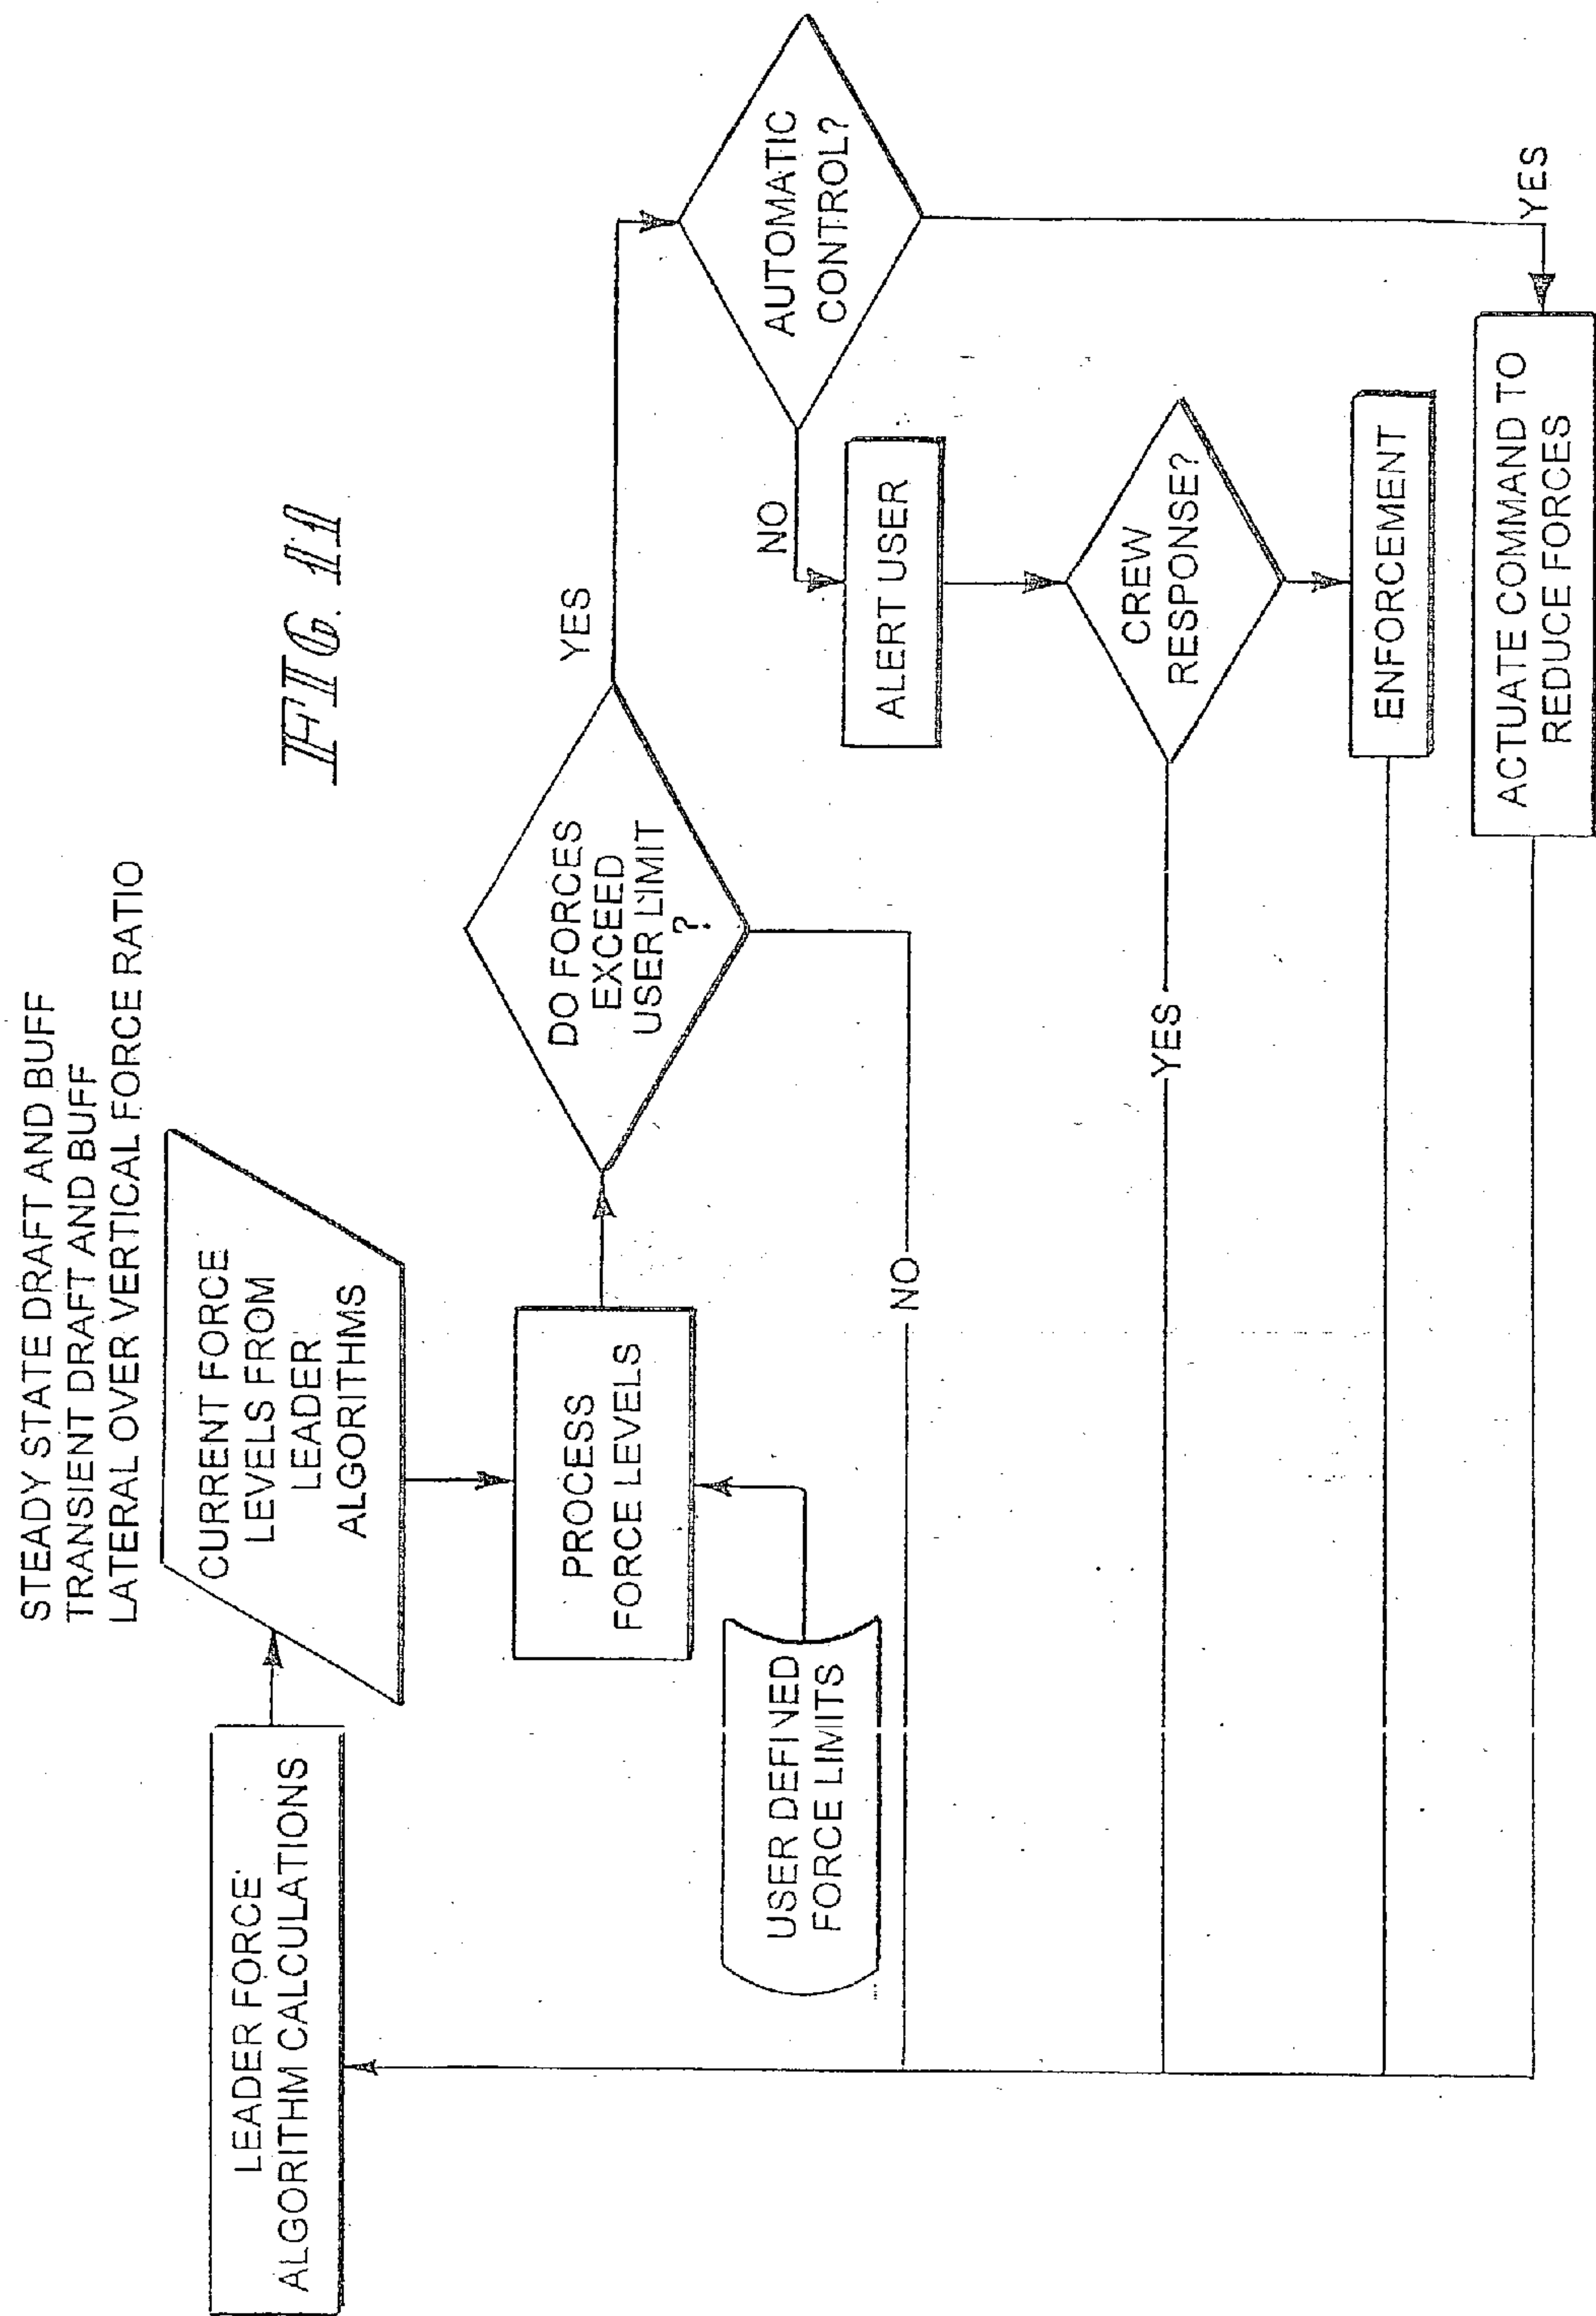 STEADY STATE DRAFT AND BUFF
TRANSIENT DRAFT AND BUFF
LATERAL OVER VERTICAL FORCE RATIO
LEADER FORCE
ALGORITHM CALCULATIONS
CURRENT FORCE
LEVELS FROM
LEADER
ALGORITHMS
FIG. 11
PROCESS
FORCE LEVELS
USER DEFINED
FORCE LIMITS
DO FORCES
EXCEED
USER LIMIT
?
YES
NO
AUTOMATIC
CONTROL?
NO
ALERT USER
CREW
RESPONSE?
YES
ENFORCEMENT
YES
ACTUATE COMMAND TO
REDUCE FORCES